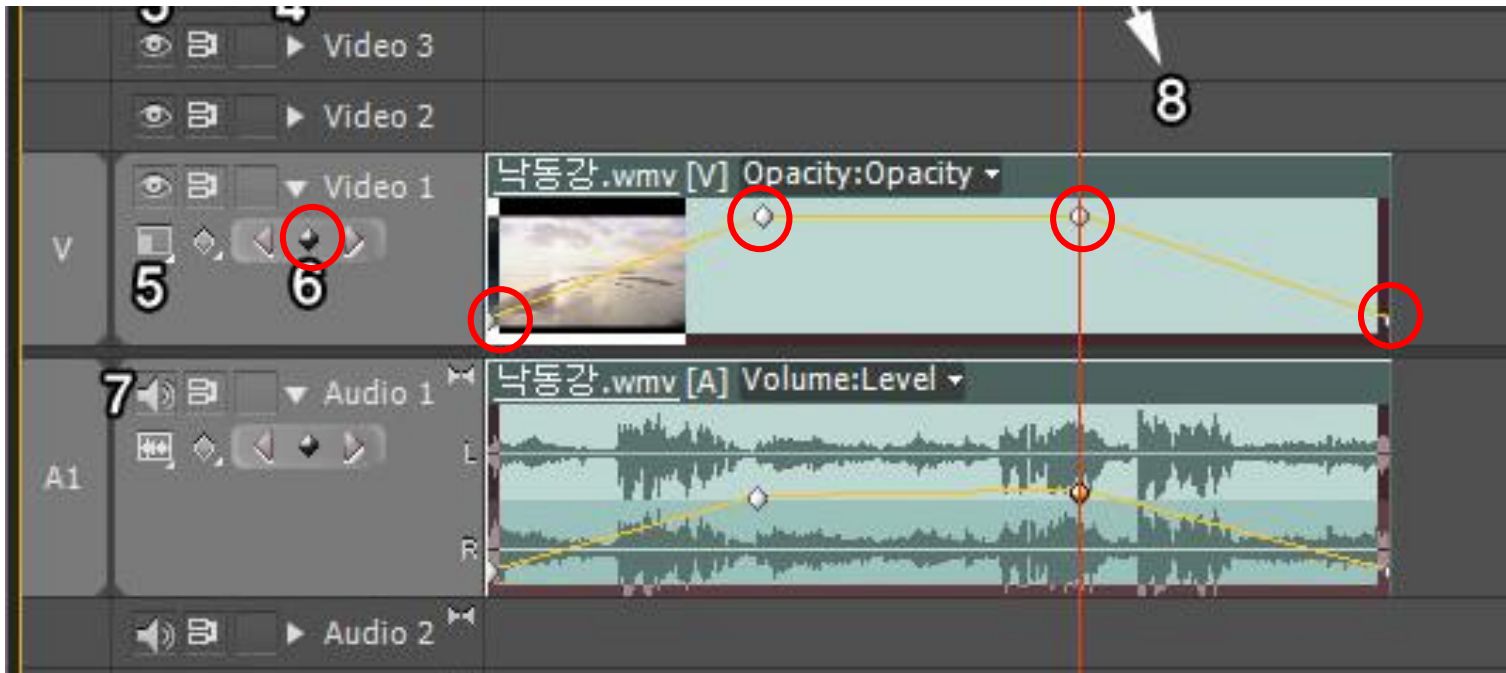 Video 3
8
Video 2
낙동강.wmv [V] Opacity:Opacity
Video 1
V
5
6
낙동강.wmv [A] Volume:Level
7
Audio 1
L
A1
R
Audio 2